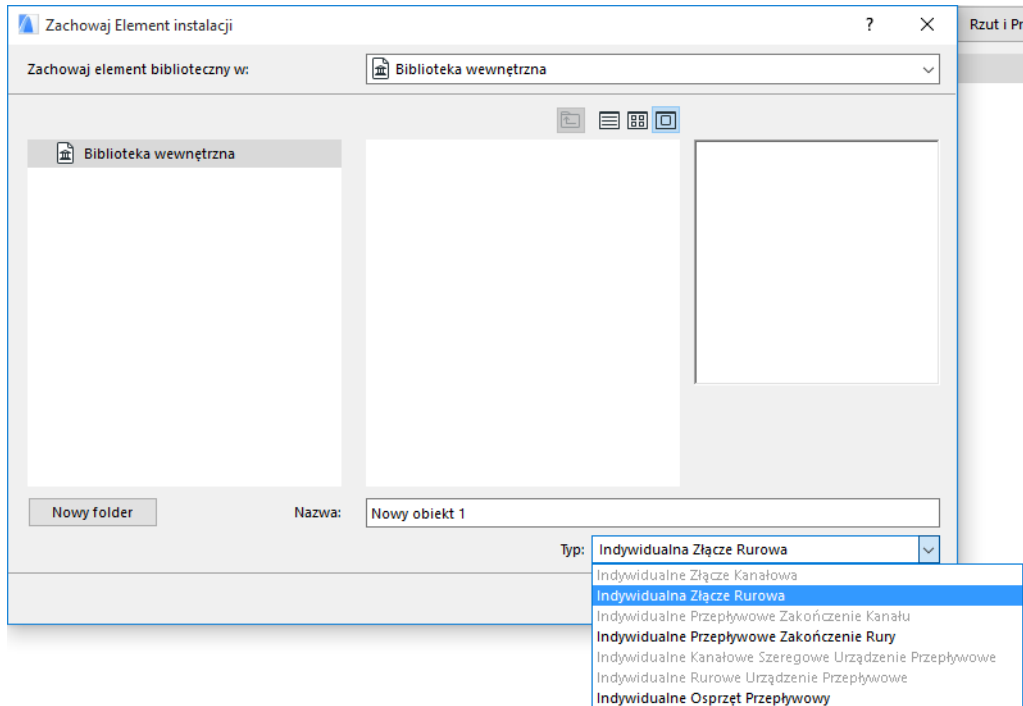 Zachowaj Element instalacji ?
Rzut i Pr
Zachowaj element biblioteczny w: Biblioteka wewnętrzna
Biblioteka wewnętrzna
Nowy folder Nazwa: Nowy obiekt 1
Typ: Indywidualna Złącze Rurowa
Indywidualne Złącze Kanałowa
Indywidualna Złącze Rurowa
Indywidualne Przepływowe Zakończenie Kanału
Indywidualne Przepływowe Zakończenie Rury
Indywidualne Kanałowe Szeregowe Urządzenie Przepływowe
Indywidualne Rurowe Urządzenie Przepływowe
Indywidualne Osprzęt Przepływowy